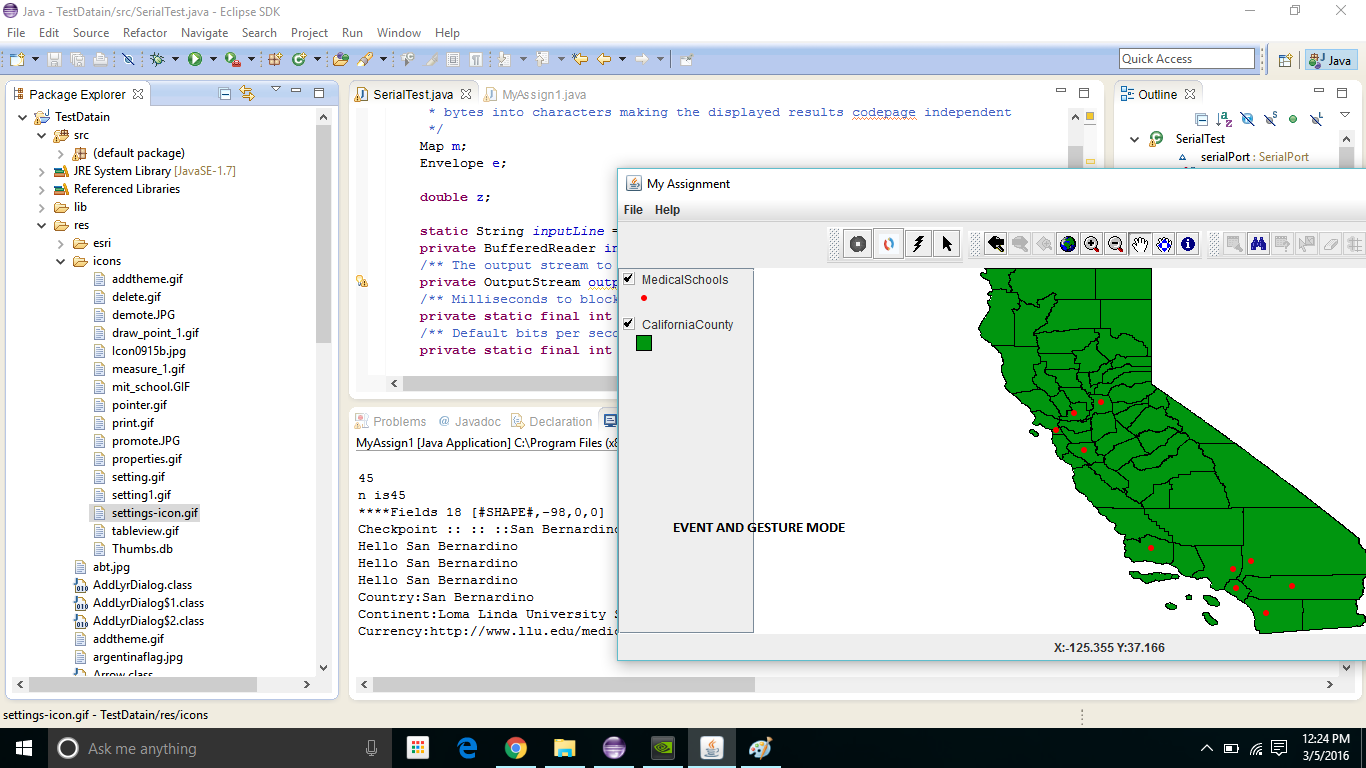 Java - TestDatain/src/SerialTest.java - Eclipse SDK
File Edit Source Refactor Navigate Search Project Run Window Help
Quick Access
Java
Package Explorer
TestDatain
src
(default package)
JRE System Library [JavaSE-1.7]
Referenced Libraries
lib
res
esri
icons
addtheme.gif
delete.gif
demote.JPG
draw_point_1.gif
Icon0915b.jpg
measure_1.gif
mit_school.GIF
pointer.gif
print.gif
promote.JPG
properties.gif
setting.gif
setting1.gif
settings-icon.gif
tableview.gif
Thumbs.db
abt.jpg
AddLyrDialog.class
AddLyrDialog$1.class
AddLyrDialog$2.class
addtheme.gif
argentinaflag.jpg
Arrow.class
SerialTest.java MyAssign1.java
* bytes into characters making the displayed results codepage independent
*/
Map m;
Envelope e;
double z;
static String inputLine =
private BufferedReader in
/** The output stream to
private OutputStream outp
/** Milliseconds to block
private static final int
/** Default bits per seco
private static final int
Outline
SerialTest
serialPort : SerialPort
Problems @ Javadoc Declaration
MyAssign1 [Java Application] C:\Program Files (x8
45
n is45
****Fields 18 [#SHAPE#,-98,0,0]
Checkpoint :: :: ::San Bernardino
Hello San Bernardino
Hello San Bernardino
Hello San Bernardino
Country:San Bernardino
Continent:Loma Linda University S
Currency:http://www.llu.edu/medic
My Assignment
File Help
MedicalSchools
CaliforniaCounty
EVENT AND GESTURE MODE
X:-125.355 Y:37.166
settings-icon.gif - TestDatain/res/icons
Ask me anything
12:24 PM
3/5/2016